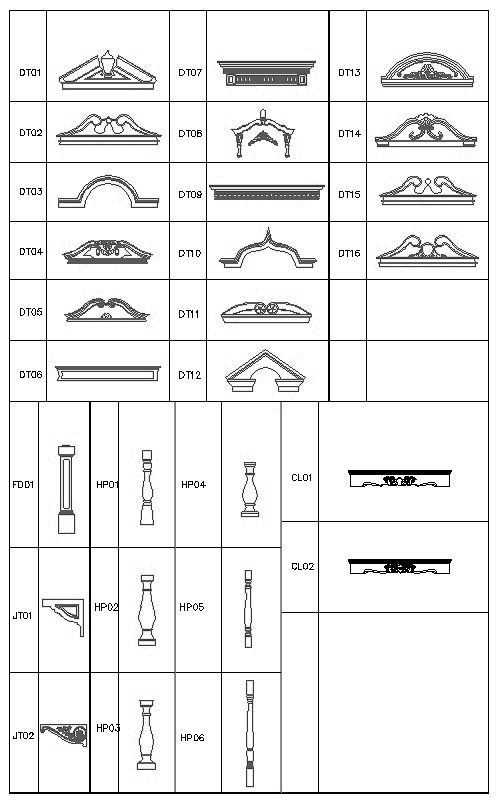 DT01 DT07 DT13
DT02 DT08 DT14
DT03 DT09 DT15
DT04 DT10 DT16
DT05 DT11
DT06 DT12
FDD1 HP01 HP04 CL01
CL02
JT01 HP02 HP05
JT02 HP03 HP06